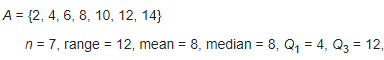 A = {2, 4, 6, 8, 10, 12, 14}
n = 7, range = 12, mean = 8, median = 8, Q₁ = 4, Q₃ = 12,